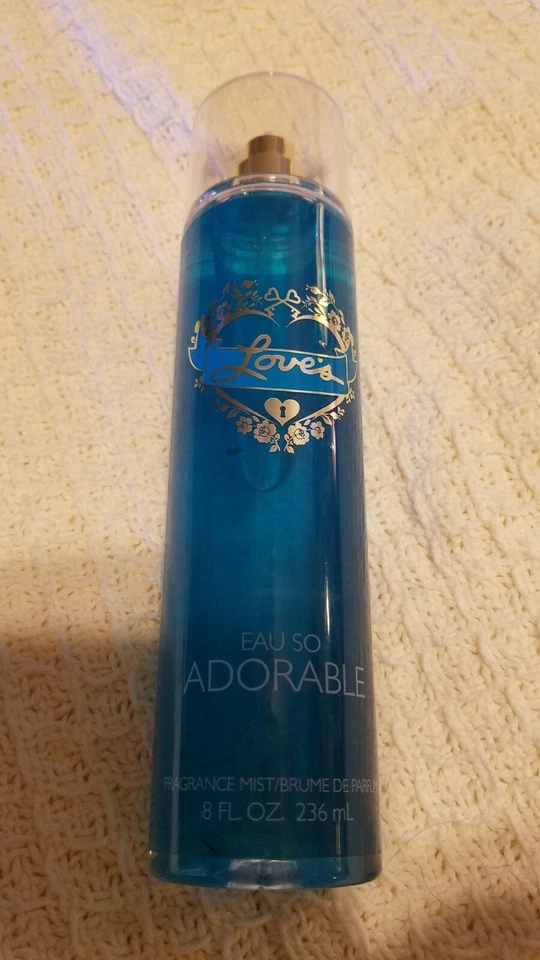 Love's
EAU SO
ADORABLE
FRAGRANCE MIST/BRUME DE PARFUM
8 FL. OZ. 236 mL